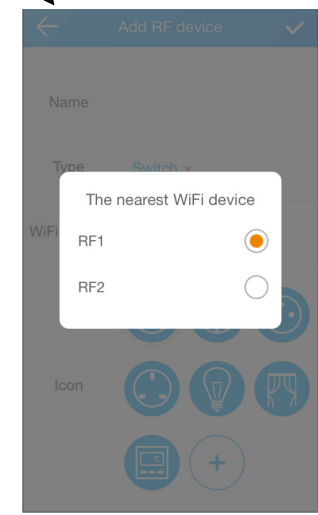 Add RF device
Name
Type Switch
The nearest WiFi device
WiFi
RF1
RF2
Icon